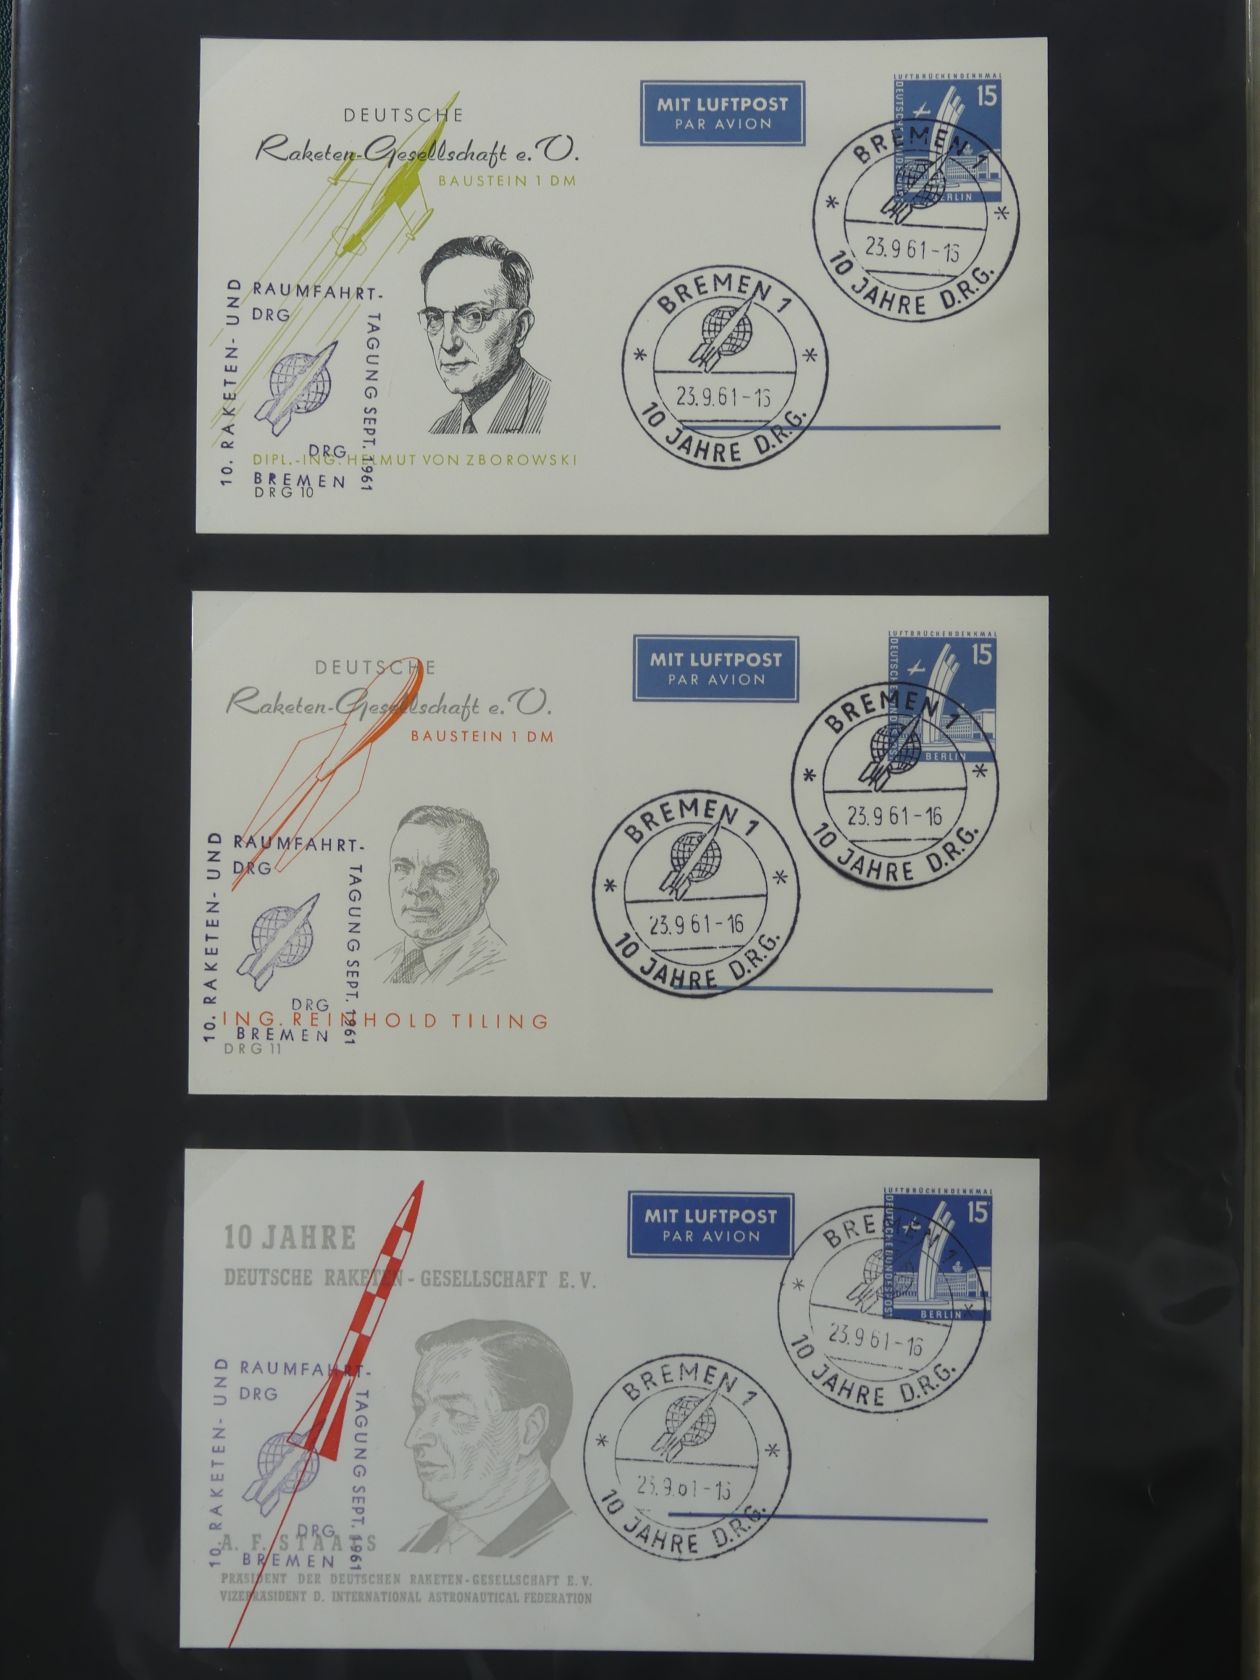 DEUTSCHE
Raketen-Gesellschaft e. V.
BAUSTEIN 1 DM
MIT LUFTPOST
PAR AVION
LUFTBRÜCKENDENKMAL
15
BERLIN
BREMEN 1
23.9.61-16
10 JAHRE D.R.G.
BREMEN 1
23.9.61-16
10 JAHRE D.R.G.
10. RAKETEN- UND
RAUMFAHRT-
DRG
TAGUNG SEPT. 1961
DRG
BREMEN
DIPL.-ING. HELMUT VON ZBOROWSKI
DRG 10
DEUTSCHE
Raketen-Gesellschaft e. V.
BAUSTEIN 1 DM
MIT LUFTPOST
PAR AVION
LUFTBRÜCKENDENKMAL
15
BERLIN
BREMEN 1
23.9.61-16
10 JAHRE D.R.G.
BREMEN 1
23.9.61-16
10 JAHRE D.R.G.
10. RAKETEN- UND
RAUMFAHRT-
DRG
TAGUNG SEPT. 1961
DRG
BREMEN
ING. REINHOLD TILING
DRG 11
10 JAHRE
DEUTSCHE RAKETEN-GESELLSCHAFT E.V.
MIT LUFTPOST
PAR AVION
LUFTBRÜCKENDENKMAL
DEUTSCHE BUNDESPOST
15
BERLIN
BREMEN 1
23.9.61-16
10 JAHRE D.R.G.
BREMEN 1
23.9.61-16
10 JAHRE D.R.G.
10. RAKETEN- UND
RAUMFAHRT-
DRG
TAGUNG SEPT. 1961
DRG
BREMEN
A. F. STAATS
PRÄSIDENT DER DEUTSCHEN RAKETEN-GESELLSCHAFT E.V.
VIZEPRÄSIDENT D. INTERNATIONAL ASTRONAUTICAL FEDERATION